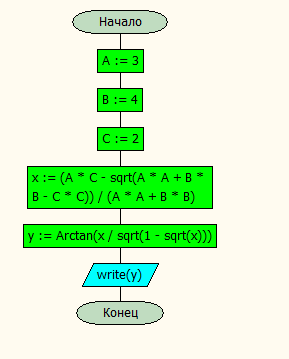 Начало
A := 3
B := 4
C := 2
x := (A * C - sqrt(A * A + B *
B - C * C)) / (A * A + B * B)
y := Arctan(x / sqrt(1 - sqrt(x)))
write(y)
Конец